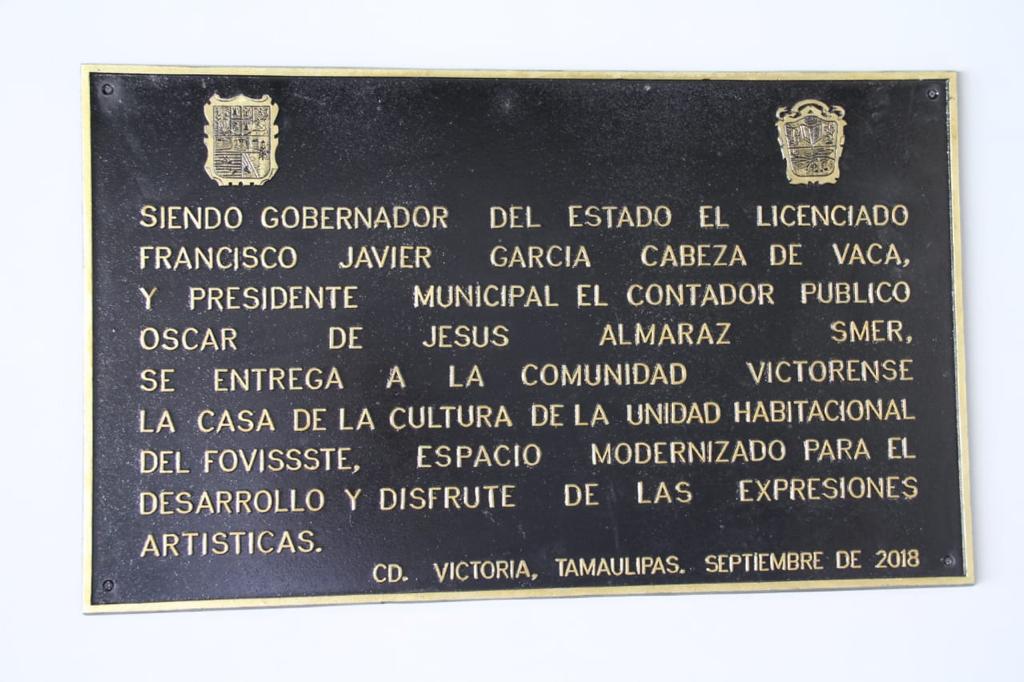 SIENDO GOBERNADOR DEL ESTADO EL LICENCIADO
FRANCISCO JAVIER GARCIA CABEZA DE VACA,
Y PRESIDENTE MUNICIPAL EL CONTADOR PUBLICO
OSCAR DE JESUS ALMARAZ SMER,
SE ENTREGA A LA COMUNIDAD VICTORENSE
LA CASA DE LA CULTURA DE LA UNIDAD HABITACIONAL
DEL FOVISSSTE, ESPACIO MODERNIZADO PARA EL
DESARROLLO Y DISFRUTE DE LAS EXPRESIONES
ARTISTICAS.
CD. VICTORIA, TAMAULIPAS. SEPTIEMBRE DE 2018